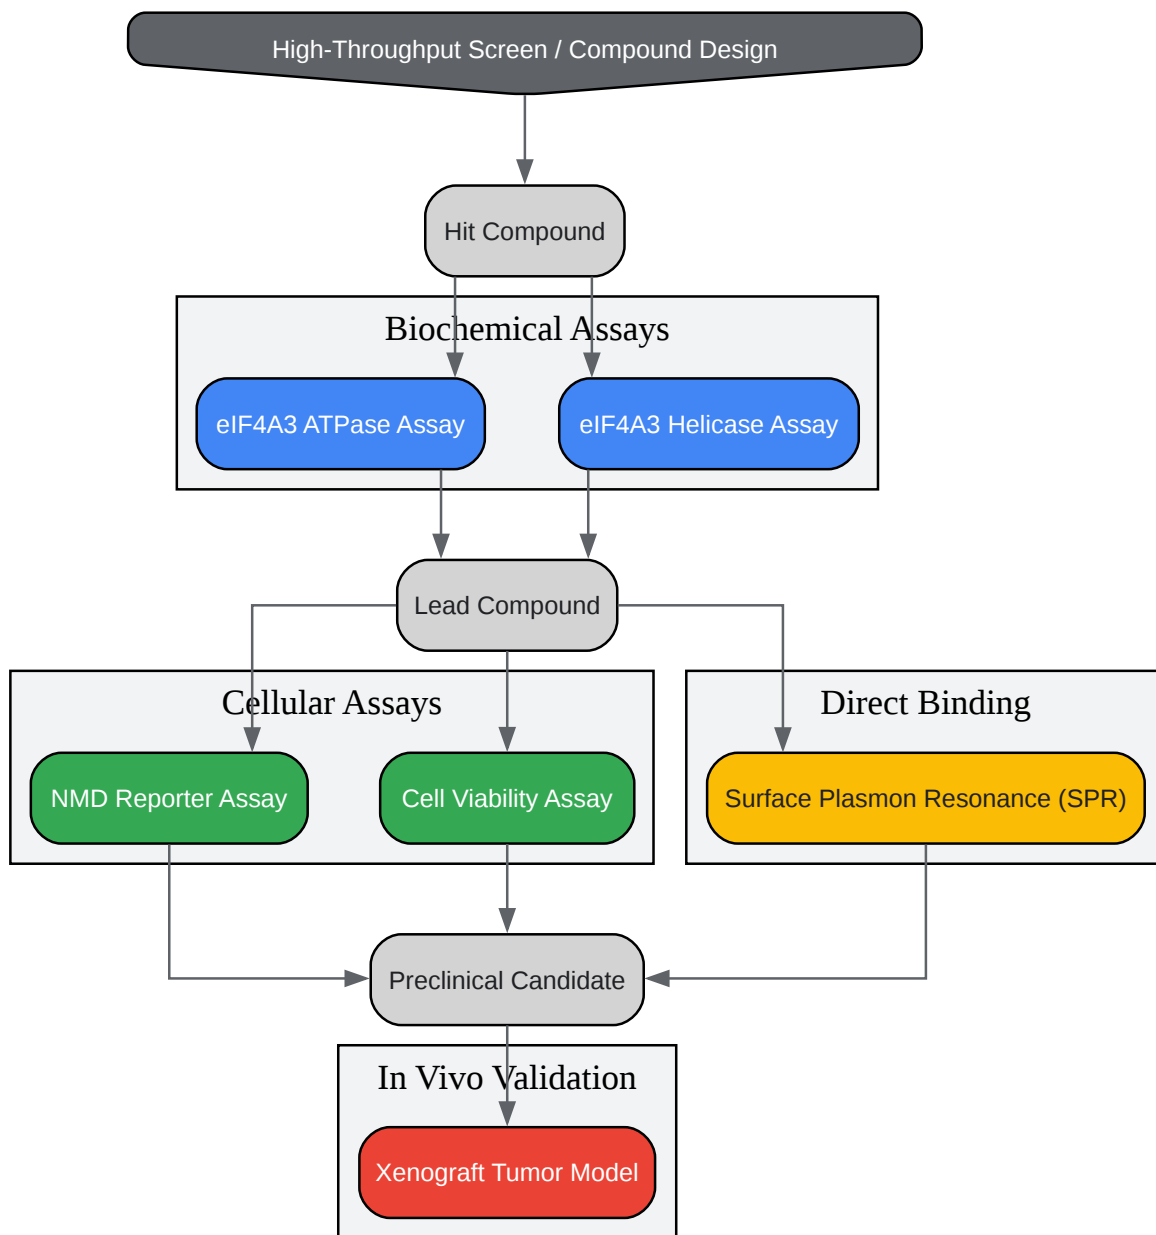 High-Throughput Screen / Compound Design
Hit Compound
Biochemical Assays
eIF4A3 ATPase Assay
eIF4A3 Helicase Assay
Lead Compound
Cellular Assays
Direct Binding
NMD Reporter Assay
Cell Viability Assay
Surface Plasmon Resonance (SPR)
Preclinical Candidate
In Vivo Validation
Xenograft Tumor Model